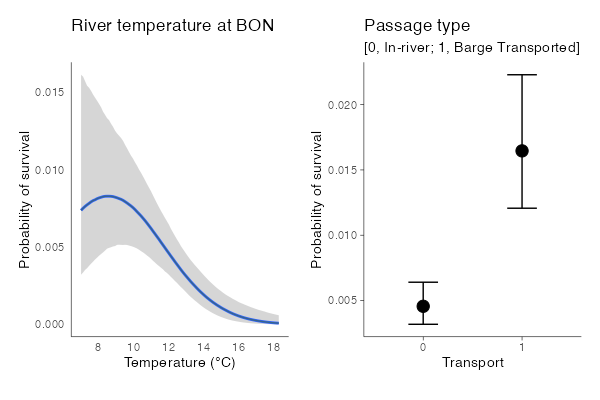 River temperature at BON
Probability of survival
0.015
0.010
0.005
0.000
8 10 12 14 16 18
Temperature (°C)
Passage type
[0, In-river; 1, Barge Transported]
Probability of survival
0.020
0.015
0.010
0.005
0 1
Transport